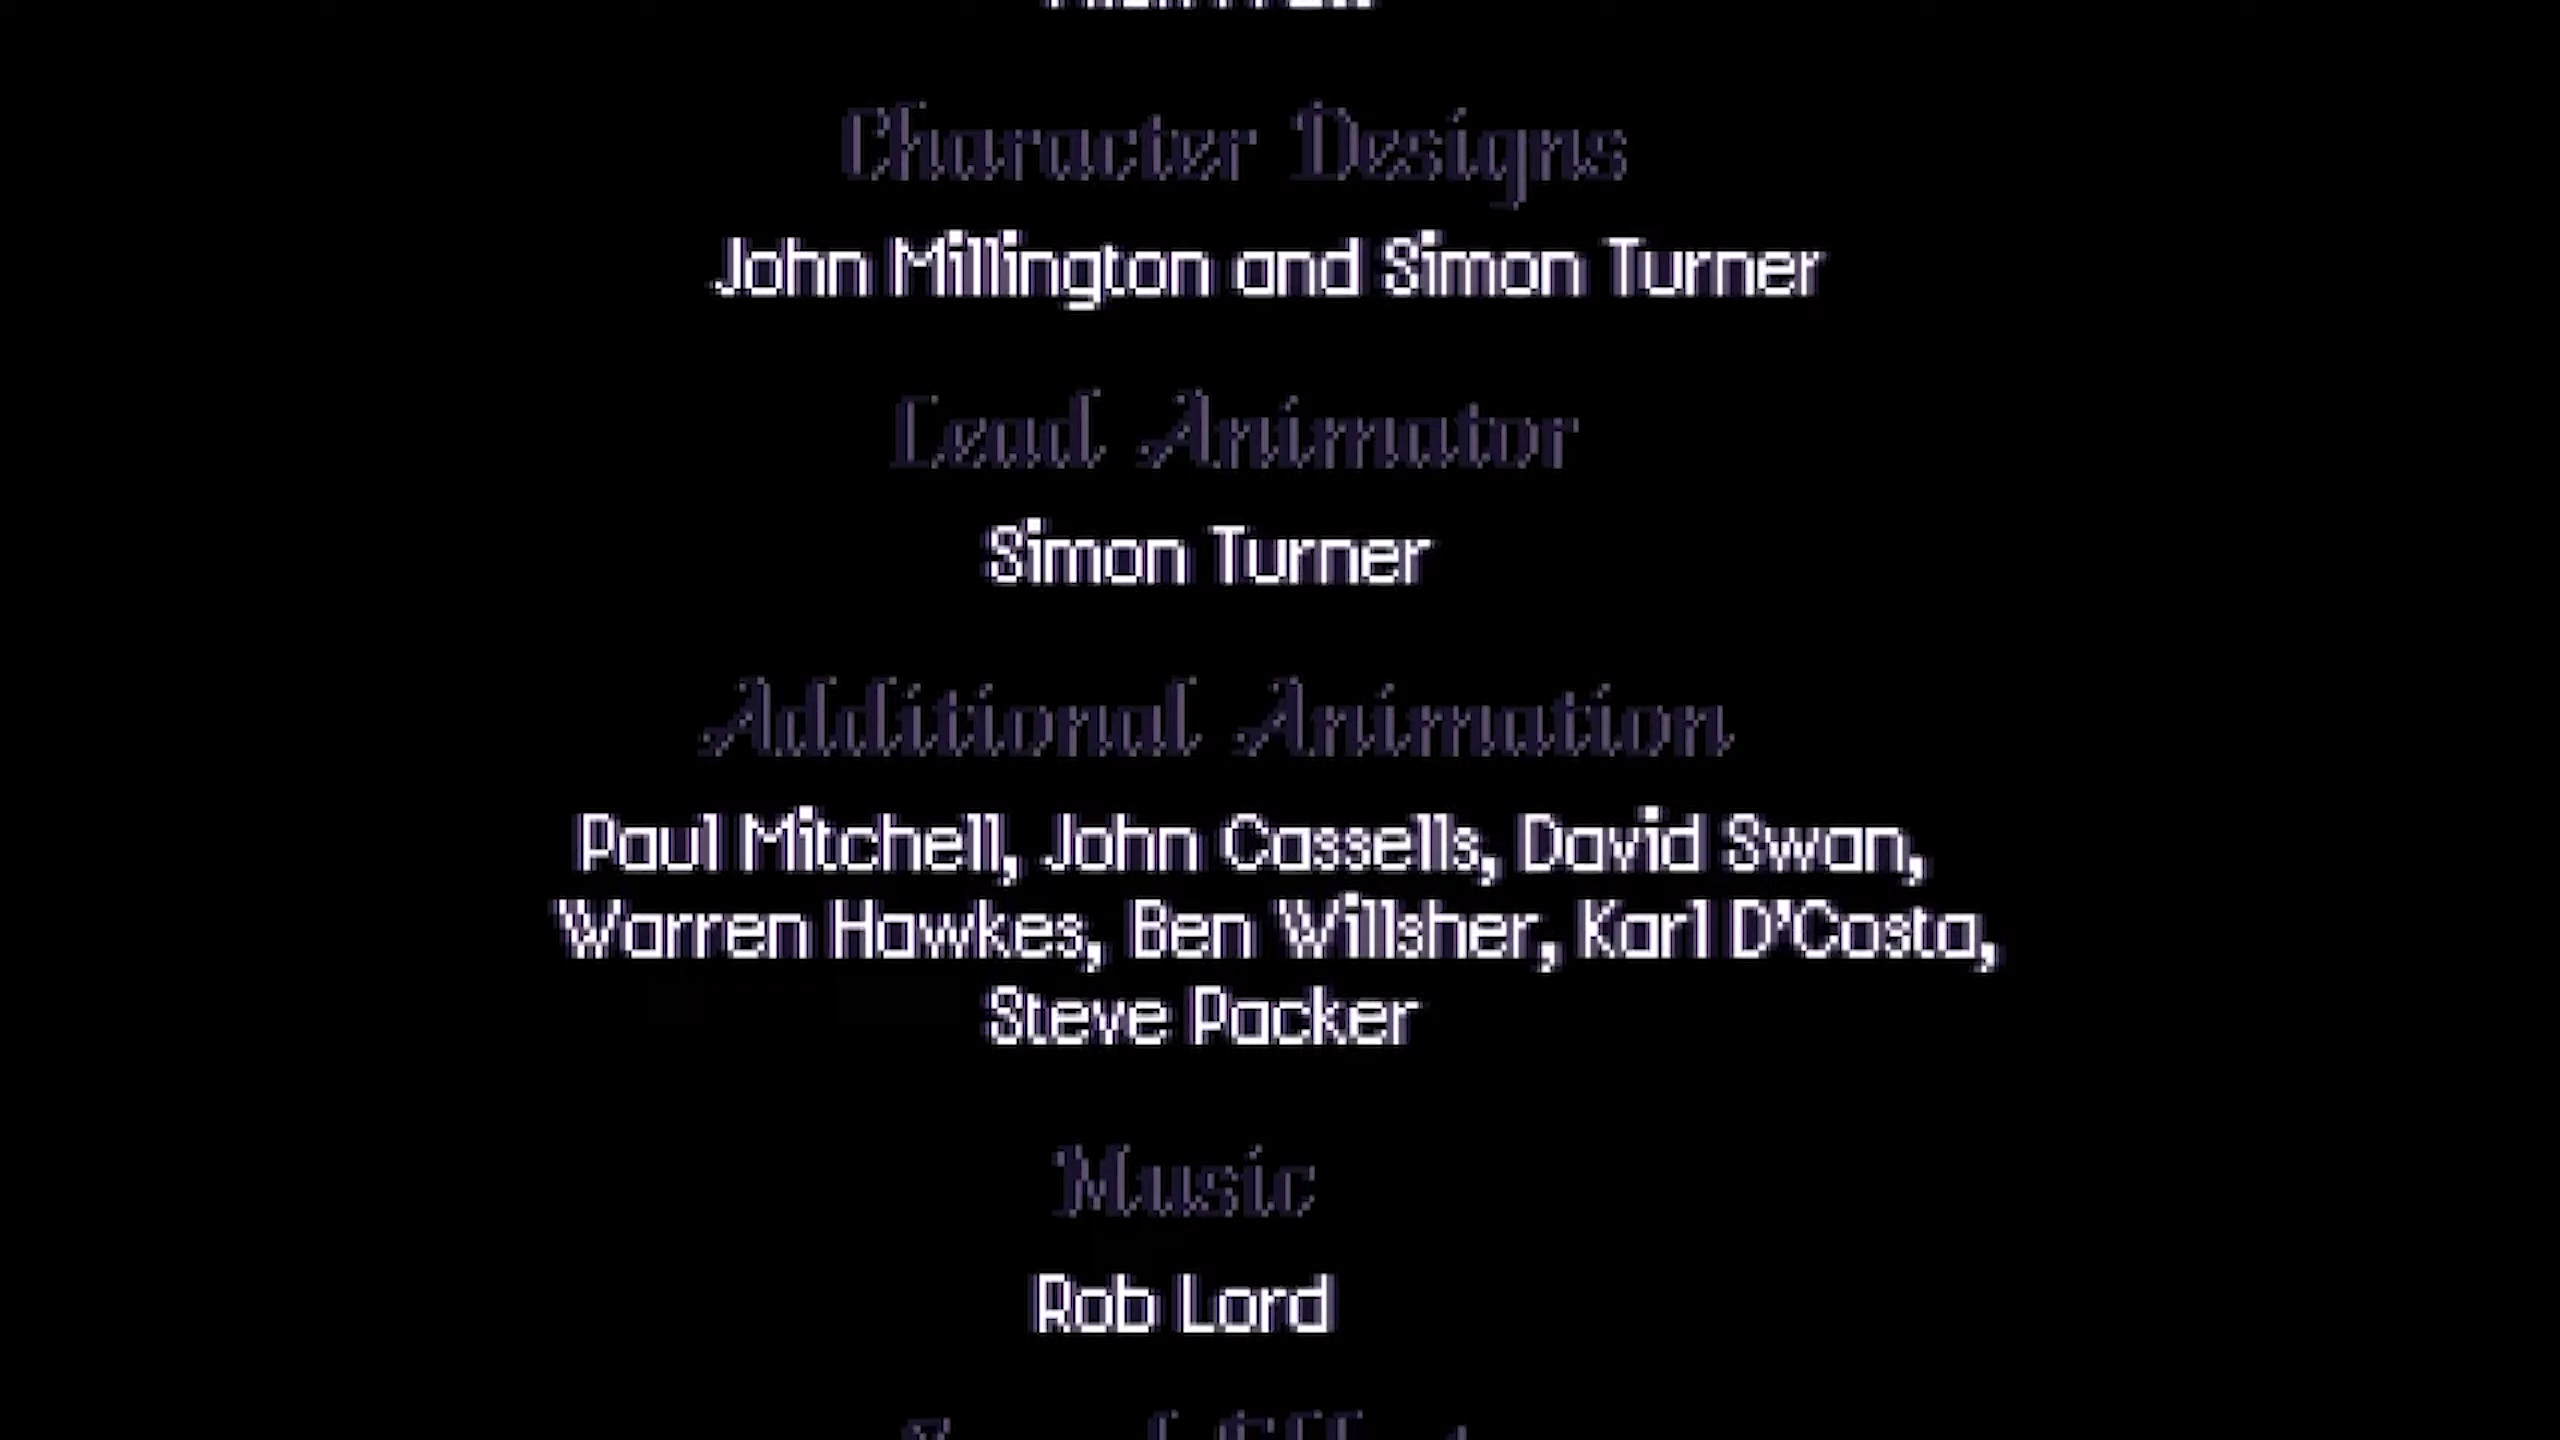 Character Designs
John Millington and Simon Turner
Lead Animator
Simon Turner
Additional Animation
Paul Mitchell, John Cassells, David Swan,
Warren Hawkes, Ben Willsher, Karl D'Costa,
Steve Packer
Music
Rob Lord